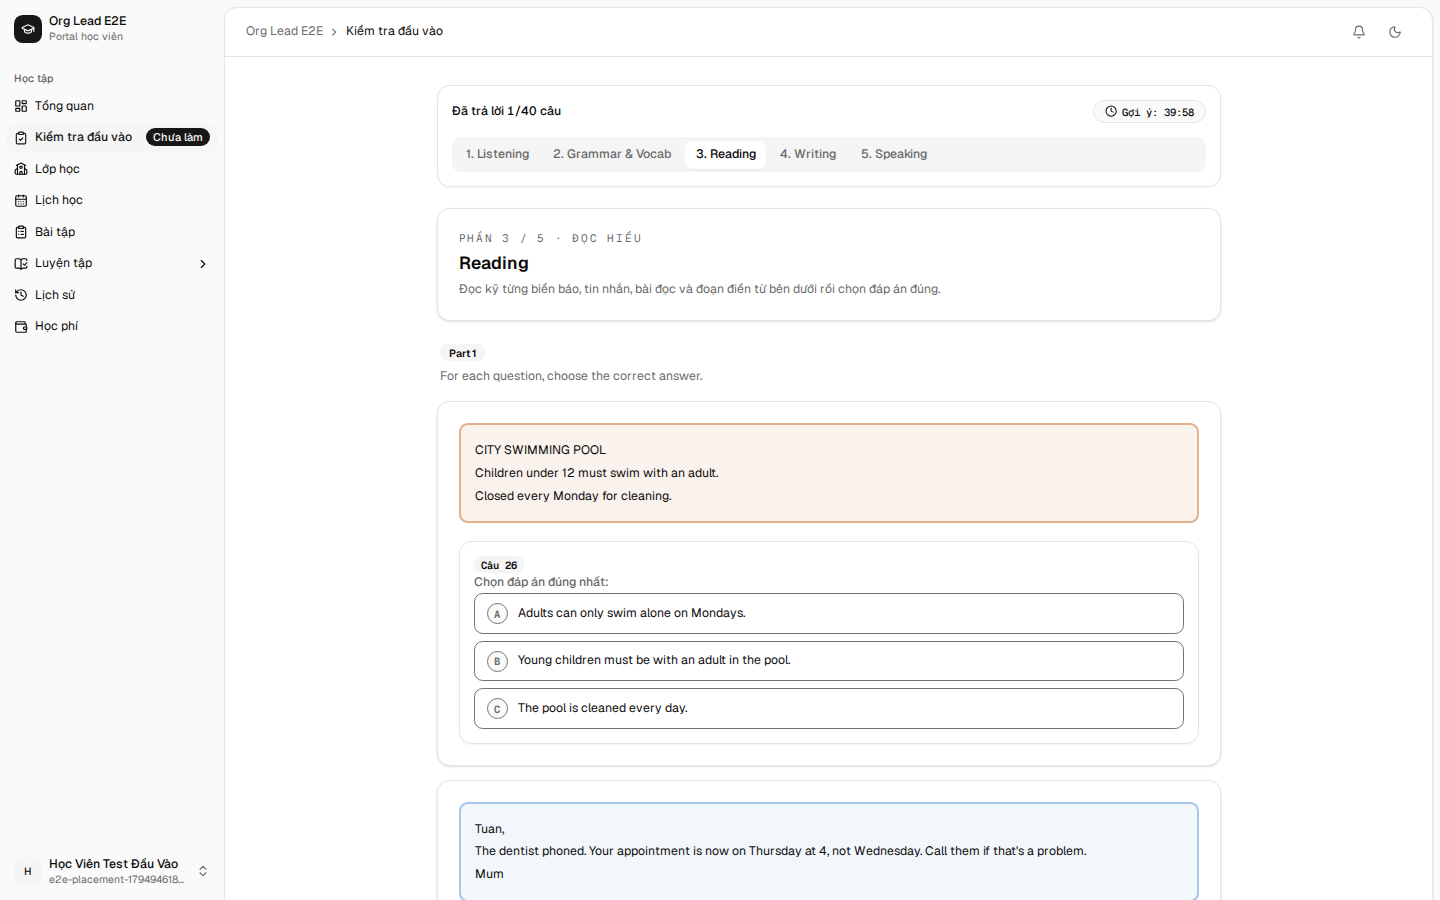 Org Lead E2E
Portal học viên
Học tập
Tổng quan
Kiểm tra đầu vào
Chưa làm
Lớp học
Lịch học
Bài tập
Luyện tập
Lịch sử
Học phí
H
Học Viên Test Đầu Vào
e2e-placement-179494618...
Org Lead E2E > Kiểm tra đầu vào
Đã trả lời 1/40 câu
Gợi ý: 39:58
1. Listening
2. Grammar & Vocab
3. Reading
4. Writing
5. Speaking
PHẦN 3 / 5 · ĐỌC HIỂU
Reading
Đọc kỹ từng biển báo, tin nhắn, bài đọc và đoạn điền từ bên dưới rồi chọn đáp án đúng.
Part 1
For each question, choose the correct answer.
CITY SWIMMING POOL
Children under 12 must swim with an adult.
Closed every Monday for cleaning.
Câu 26
Chọn đáp án đúng nhất:
A Adults can only swim alone on Mondays.
B Young children must be with an adult in the pool.
C The pool is cleaned every day.
Tuan,
The dentist phoned. Your appointment is now on Thursday at 4, not Wednesday. Call them if that's a problem.
Mum